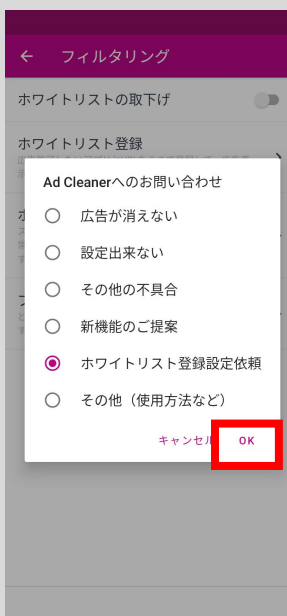 ← フィルタリング
ホワイトリストの取下げ
ホワイトリスト登録
Ad Cleanerへのお問い合わせ
広告が消えない
設定出来ない
その他の不具合
新機能のご提案
ホワイトリスト登録設定依頼
その他（使用方法など）
キャンセル OK